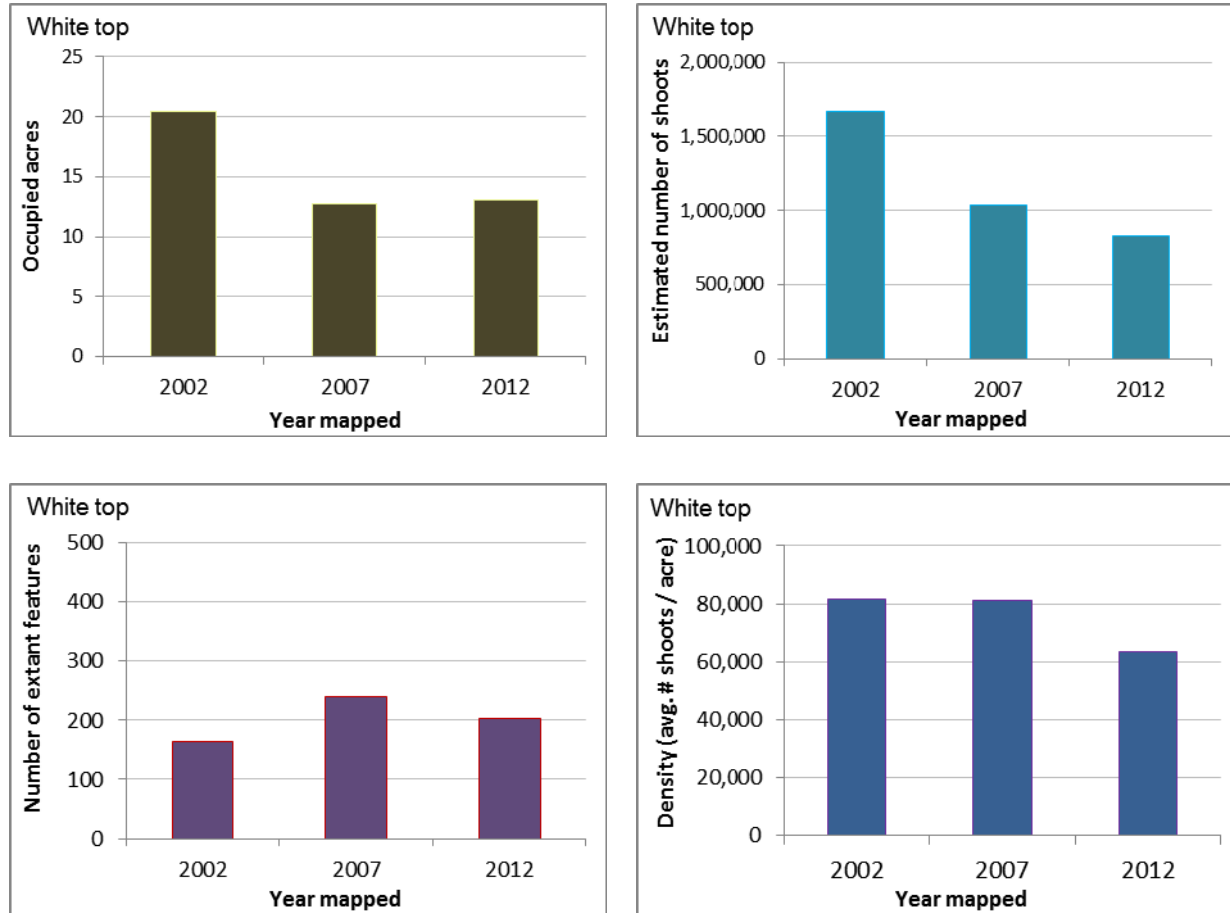 White top
25
20
15
10
5
0
Occupied acres
2002 2007 2012
Year mapped
White top
2,000,000
1,500,000
1,000,000
500,000
0
Estimated number of shoots
2002 2007 2012
Year mapped
White top
500
400
300
200
100
0
Number of extant features
2002 2007 2012
Year mapped
White top
100,000
80,000
60,000
40,000
20,000
0
Density (avg. # shoots / acre)
2002 2007 2012
Year mapped